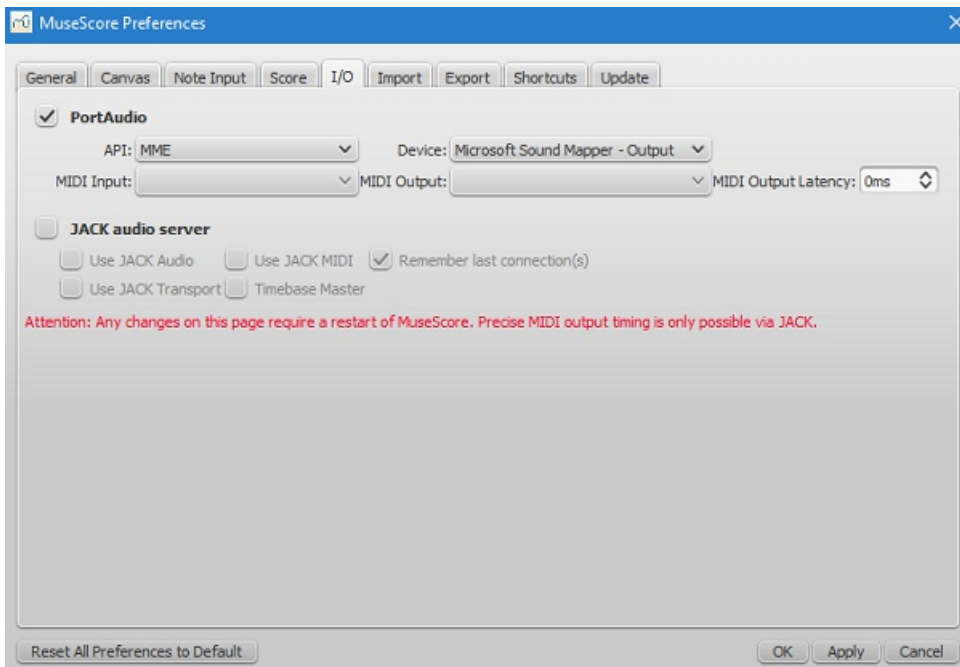 MuseScore Preferences
General Canvas Note Input Score I/O Import Export Shortcuts Update
PortAudio
API: MME Device: Microsoft Sound Mapper - Output
MIDI Input: MIDI Output: MIDI Output Latency: 0ms
JACK audio server
Use JACK Audio Use JACK MIDI Remember last connection(s)
Use JACK Transport Timebase Master
Attention: Any changes on this page require a restart of MuseScore. Precise MIDI output timing is only possible via JACK.
Reset All Preferences to Default OK Apply Cancel